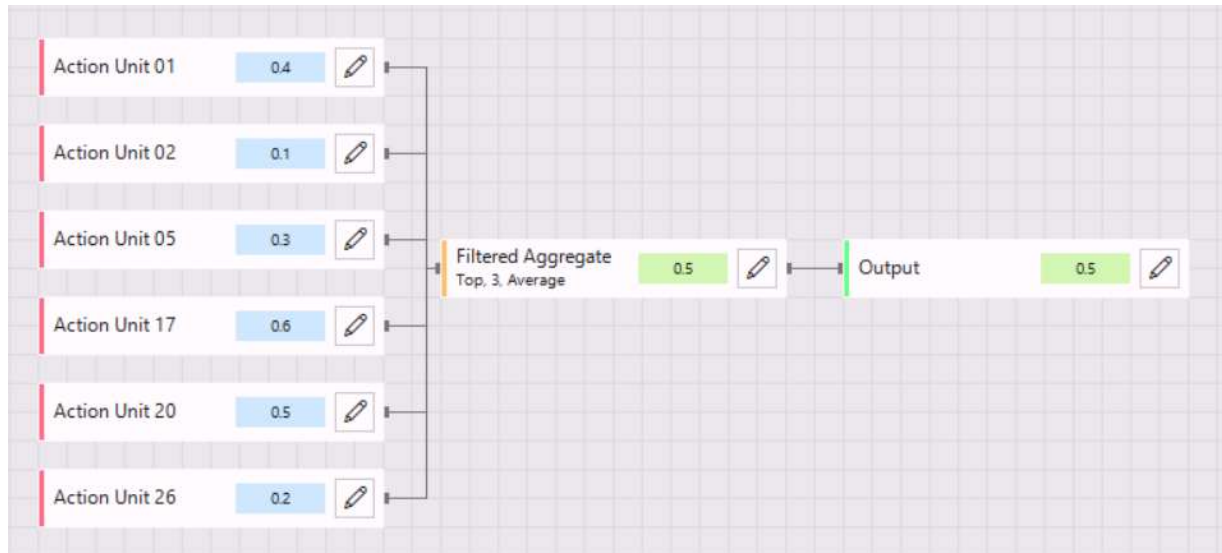 Action Unit 01 0.4
Action Unit 02 0.1
Action Unit 05 0.3
Filtered Aggregate 0.5
Top, 3, Average
Output 0.5
Action Unit 17 0.6
Action Unit 20 0.5
Action Unit 26 0.2